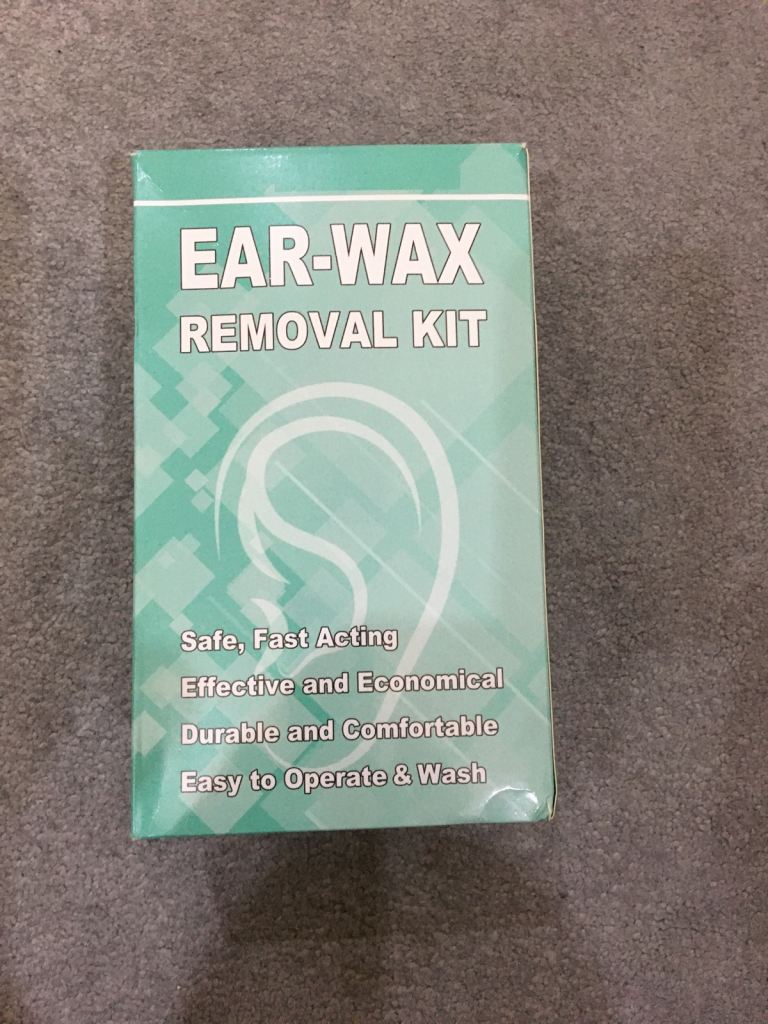 EAR-WAX
REMOVAL KIT
Safe, Fast Acting
Effective and Economical
Durable and Comfortable
Easy to Operate & Wash